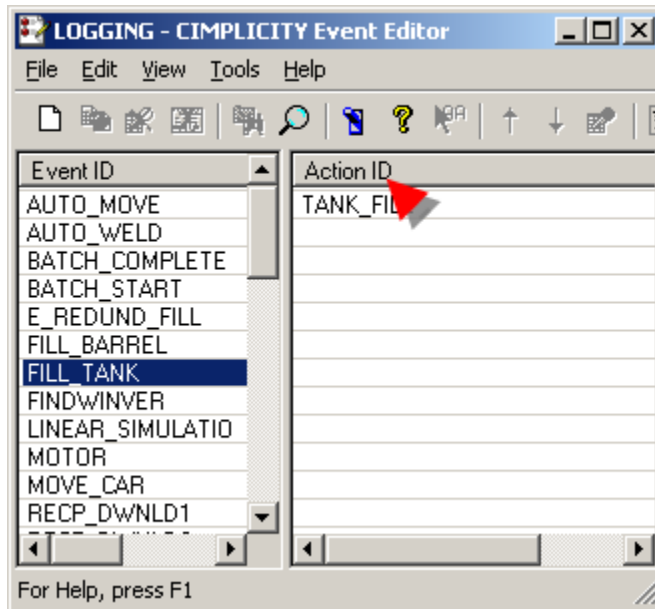 LOGGING - CIMPLICITY Event Editor
File Edit View Tools Help
Event ID
Action ID
AUTO_MOVE
TANK_FIL
AUTO_WELD
BATCH_COMPLETE
BATCH_START
E_REDUND_FILL
FILL_BARREL
FILL_TANK
FINDWINVER
LINEAR_SIMULATIO
MOTOR
MOVE_CAR
RECP_DWNLD1
For Help, press F1